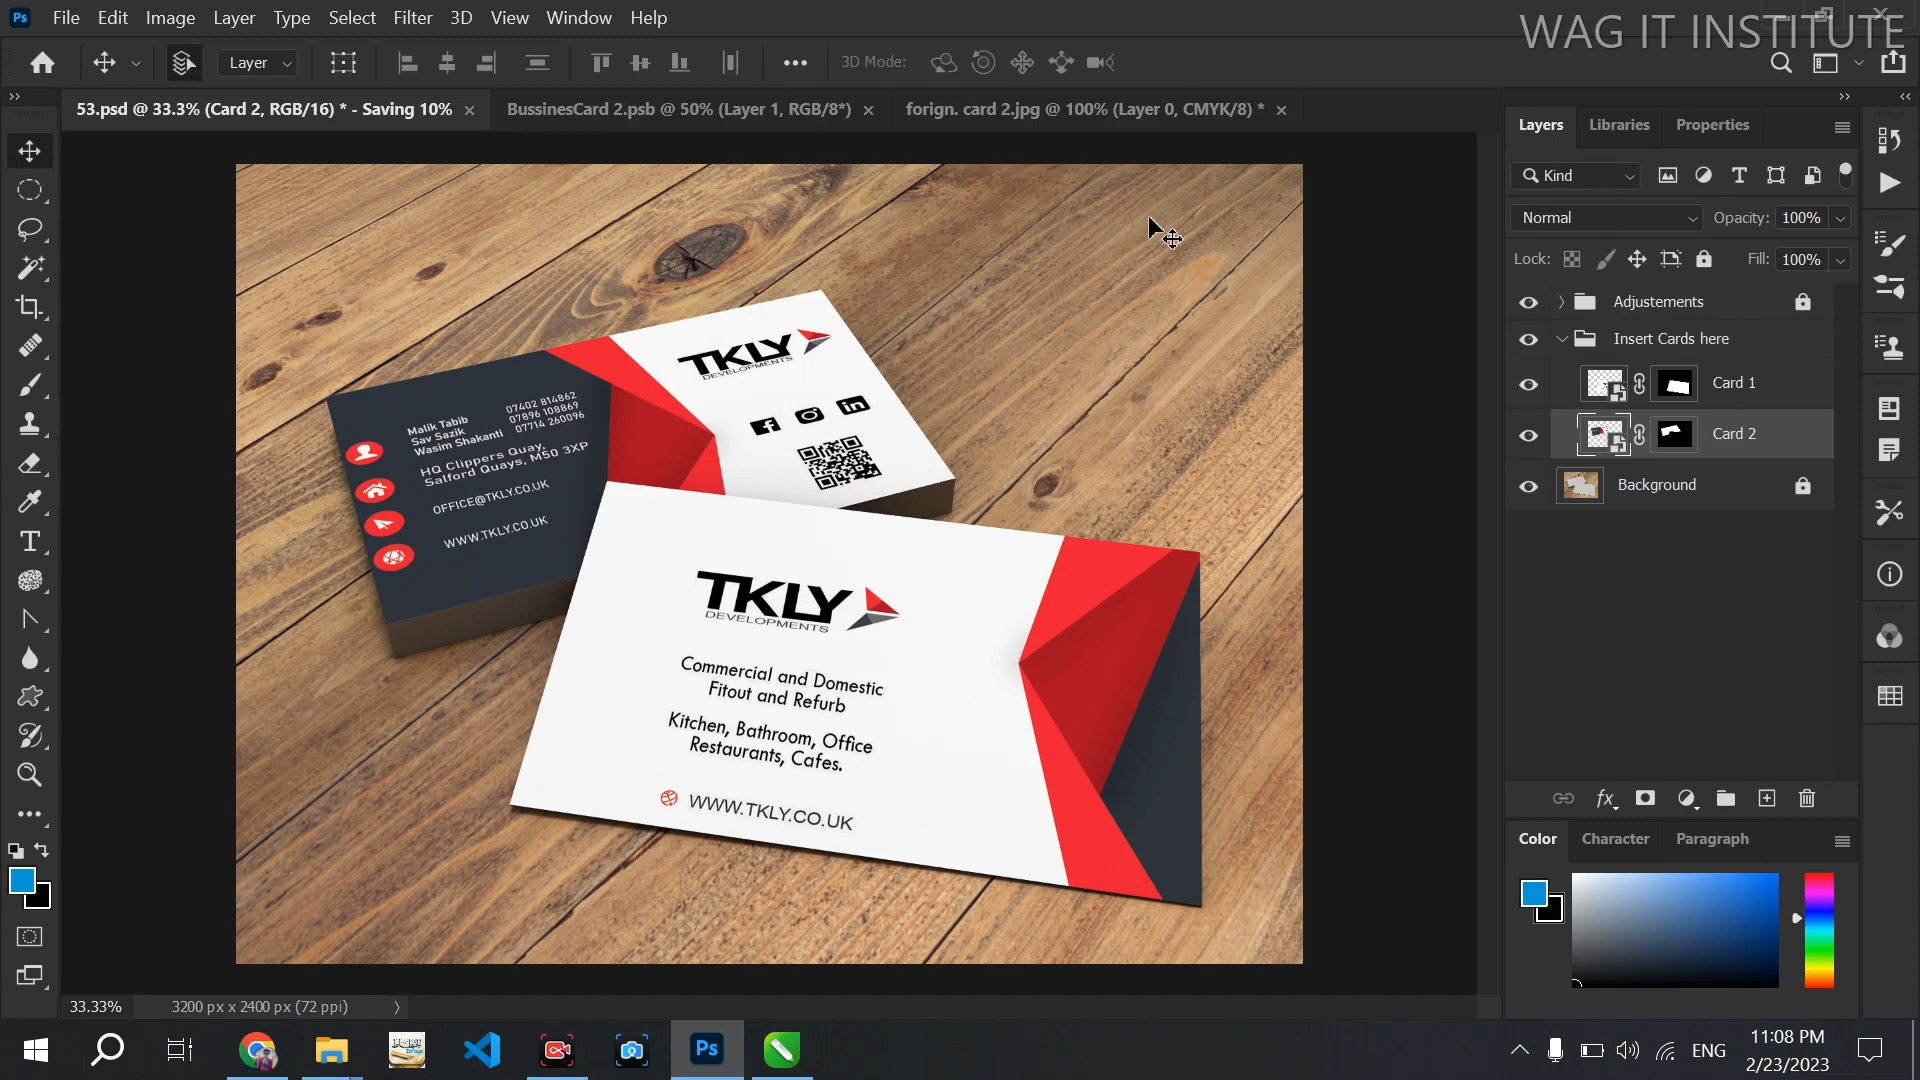 Ps File Edit Image Layer Type Select Filter 3D View Window Help
WAG IT INSTITUTE
Layer
3D Mode:
53.psd @ 33.3% (Card 2, RGB/16) * - Saving 10%
BussinesCard 2.psb @ 50% (Layer 1, RGB/8*)
forign. card 2.jpg @ 100% (Layer 0, CMYK/8) *
Layers Libraries Properties
Kind
Normal Opacity: 100%
Lock: Fill: 100%
Adjustements
Insert Cards here
Card 1
Card 2
Background
Color Character Paragraph
TKLY
DEVELOPMENTS
Malik Tabib 07402 814862
Sav Sazik 07896 108869
Wasim Shakanti 07714 260096
HQ Clippers Quay,
Salford Quays, M50 3XP
OFFICE@TKLY.CO.UK
WWW.TKLY.CO.UK
TKLY
DEVELOPMENTS
Commercial and Domestic
Fitout and Refurb
Kitchen, Bathroom, Office
Restaurants, Cafes.
WWW.TKLY.CO.UK
33.33% 3200 px x 2400 px (72 ppi)
Ps
ENG
11:08 PM
2/23/2023